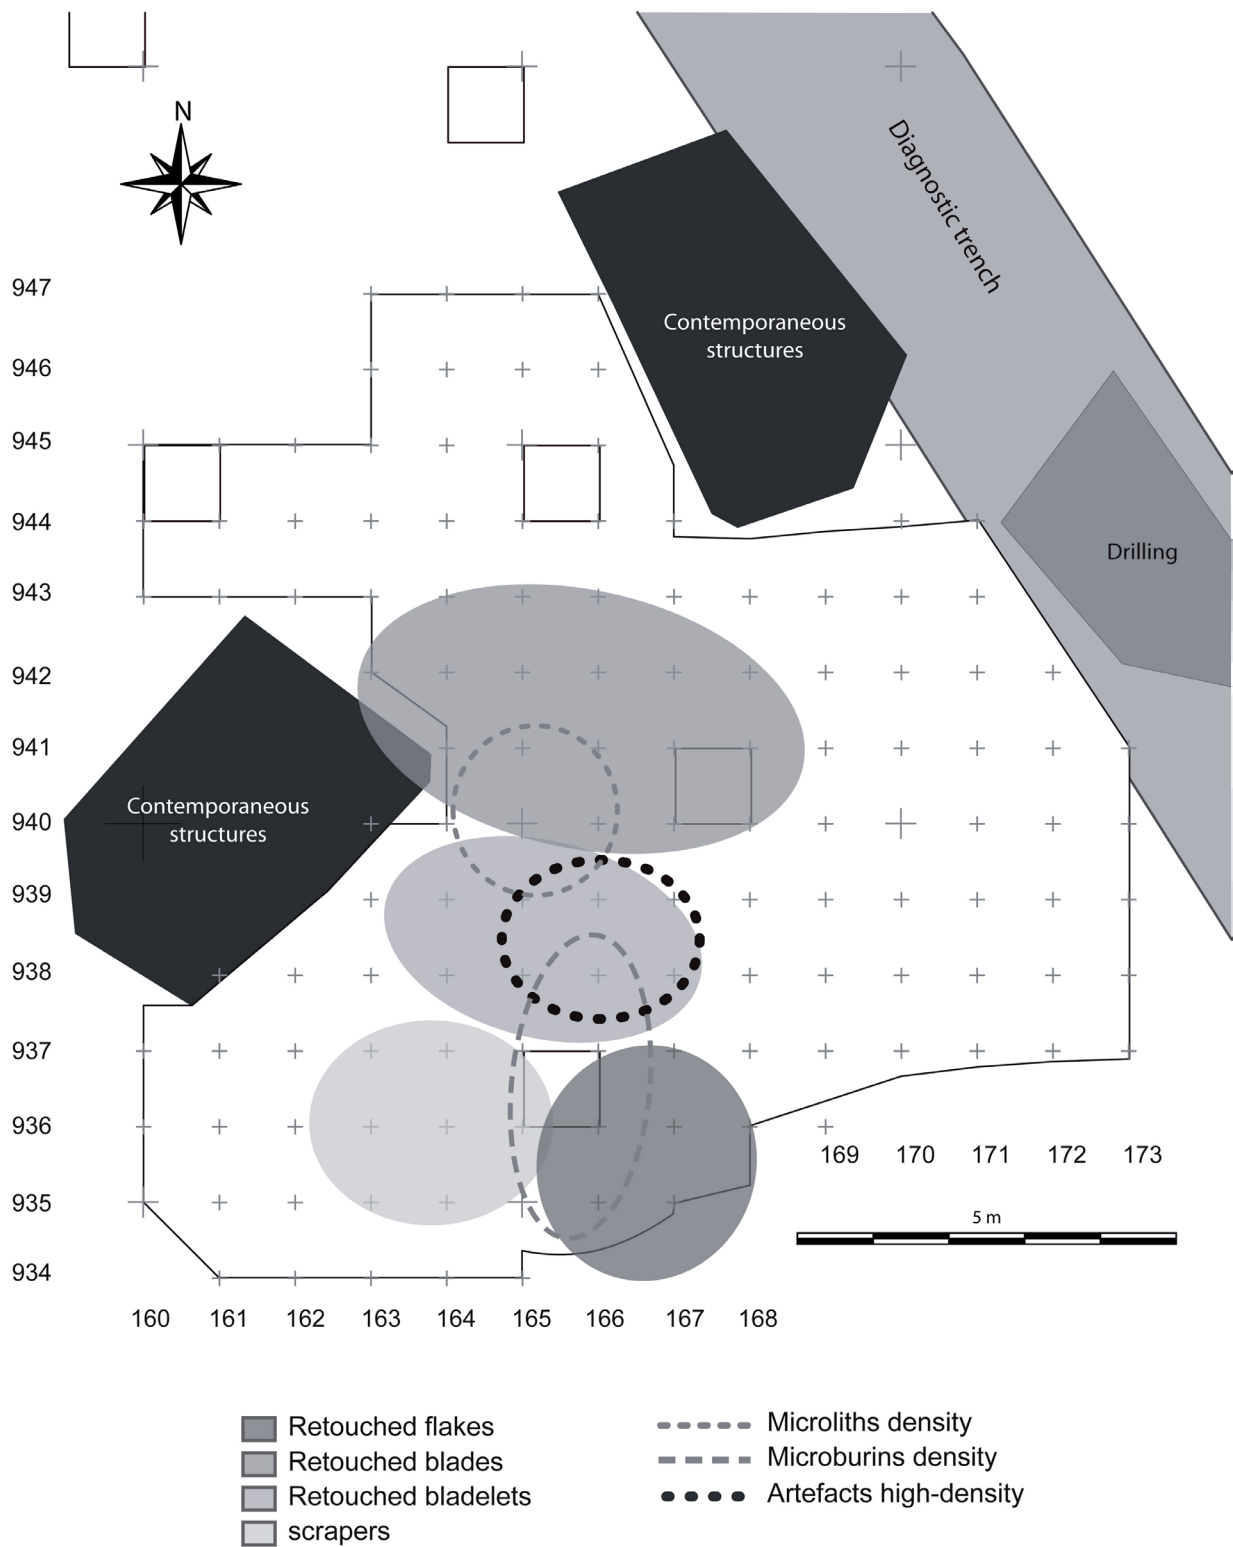 N
Diagnostic trench
947
Contemporaneous
structures
946
945
944
Drilling
943
942
941
Contemporaneous
structures
940
939
938
937
936
169 170 171 172 173
935
5 m
934
160 161 162 163 164 165 166 167 168
Retouched flakes
Microliths density
Retouched blades
Microburins density
Retouched bladelets
Artefacts high-density
scrapers